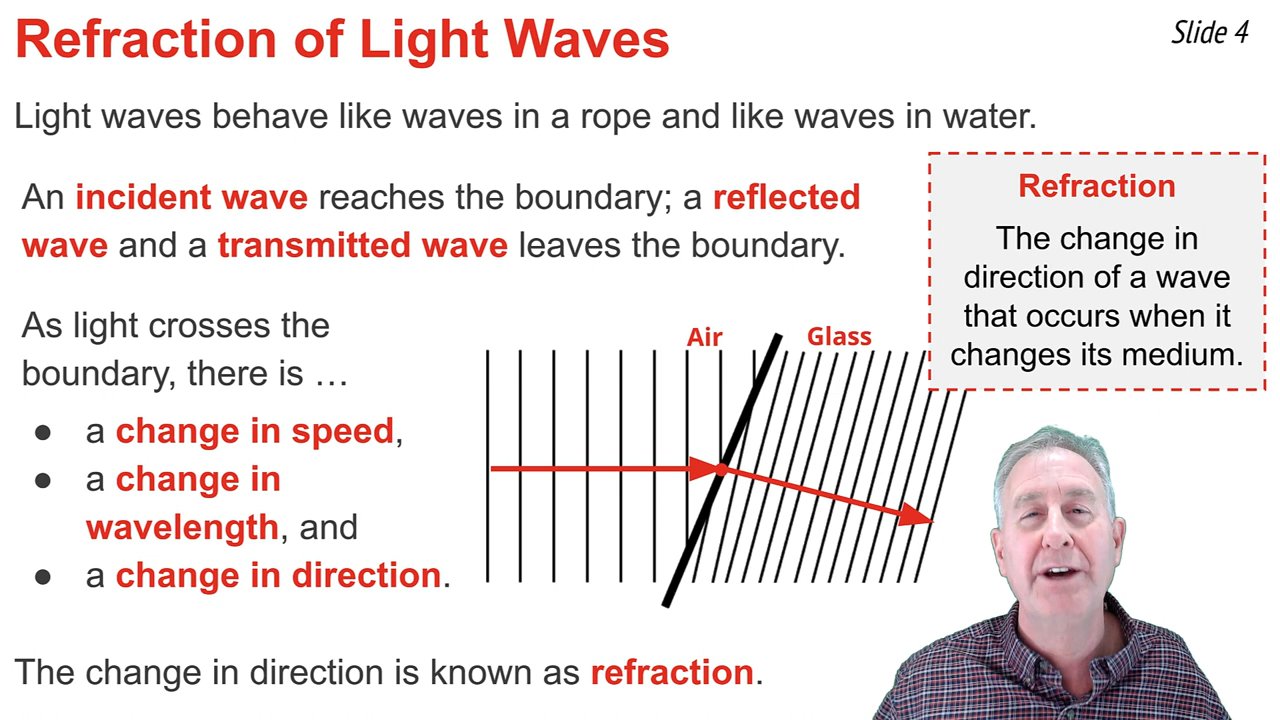 Refraction of Light Waves
Slide 4
Light waves behave like waves in a rope and like waves in water.
An incident wave reaches the boundary; a reflected
wave and a transmitted wave leaves the boundary.
Refraction
The change in
direction of a wave
that occurs when it
changes its medium.
As light crosses the
boundary, there is …
● a change in speed,
● a change in
wavelength, and
● a change in direction.
Air
Glass
The change in direction is known as refraction.